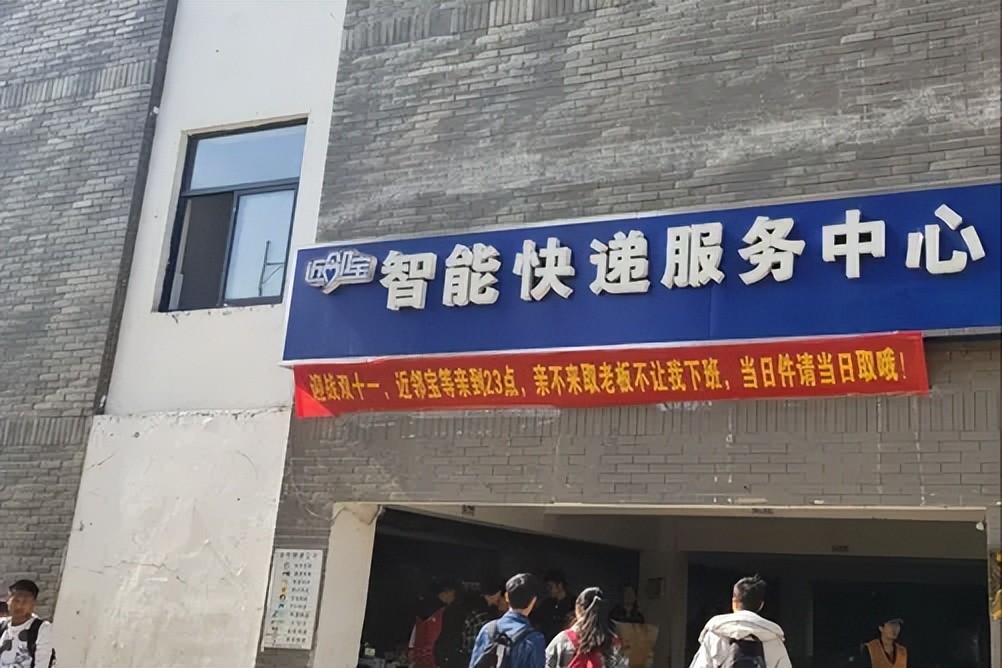 近邻宝 智能快递服务中心
迎战双十一，近邻宝等亲到23点，亲不来取老板不让我下班，当日件请当日取哦！